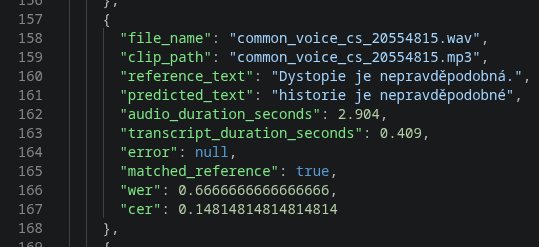 156 },
157 {
158 "file_name": "common_voice_cs_20554815.wav",
159 "clip_path": "common_voice_cs_20554815.mp3",
160 "reference_text": "Dystopie je nepravděpodobná.",
161 "predicted_text": "historie je nepravděpodobné",
162 "audio_duration_seconds": 2.904,
163 "transcript_duration_seconds": 0.409,
164 "error": null,
165 "matched_reference": true,
166 "wer": 0.6666666666666666,
167 "cer": 0.14814814814814814
168 },
169 {